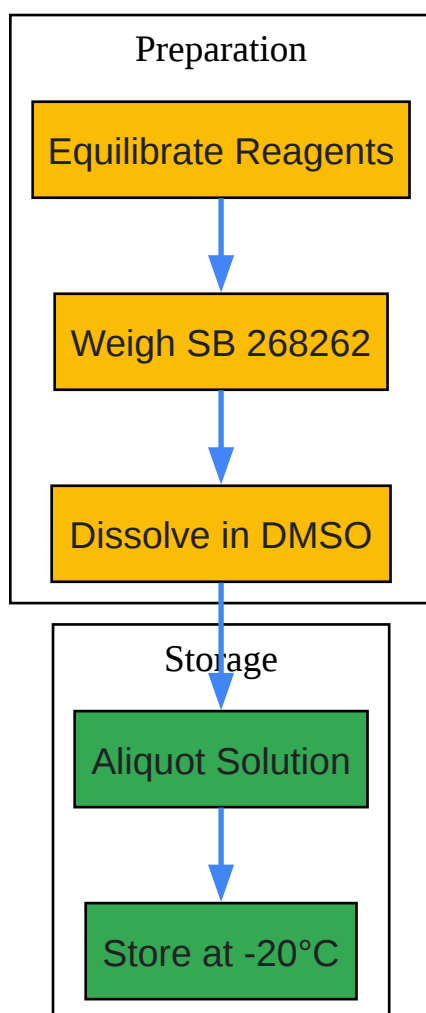 Preparation
Equilibrate Reagents
Weigh SB 268262
Dissolve in DMSO
Storage
Aliquot Solution
Store at -20°C